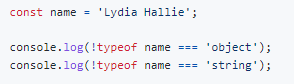 const name = 'Lydia Hallie';
console.log(!typeof name === 'object');
console.log(!typeof name === 'string');